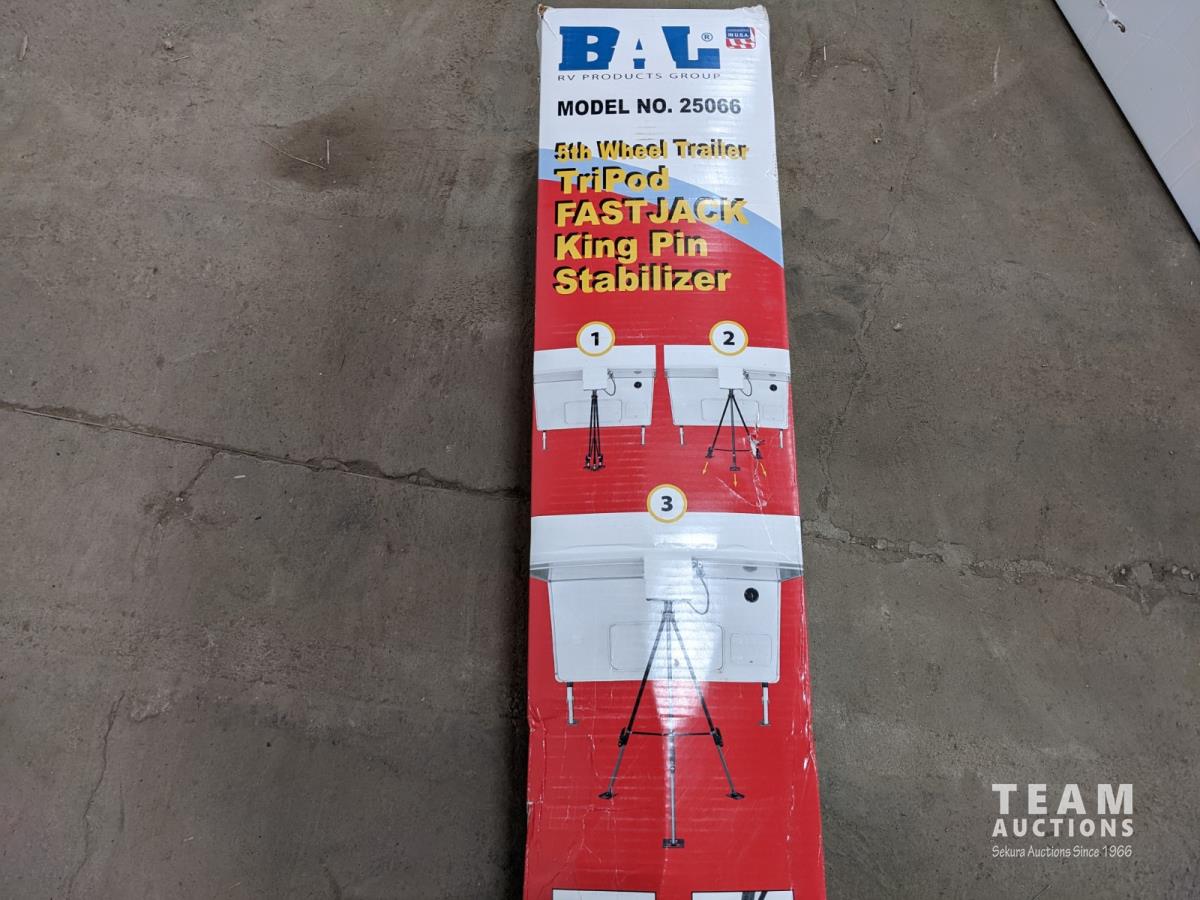 BAL®
IN U.S.A.
RV PRODUCTS GROUP
MODEL NO. 25066
5th Wheel Trailer
TriPod
FASTJACK
King Pin
Stabilizer
1
2
3
TEAM
AUCTIONS
Sekura Auctions Since 1966